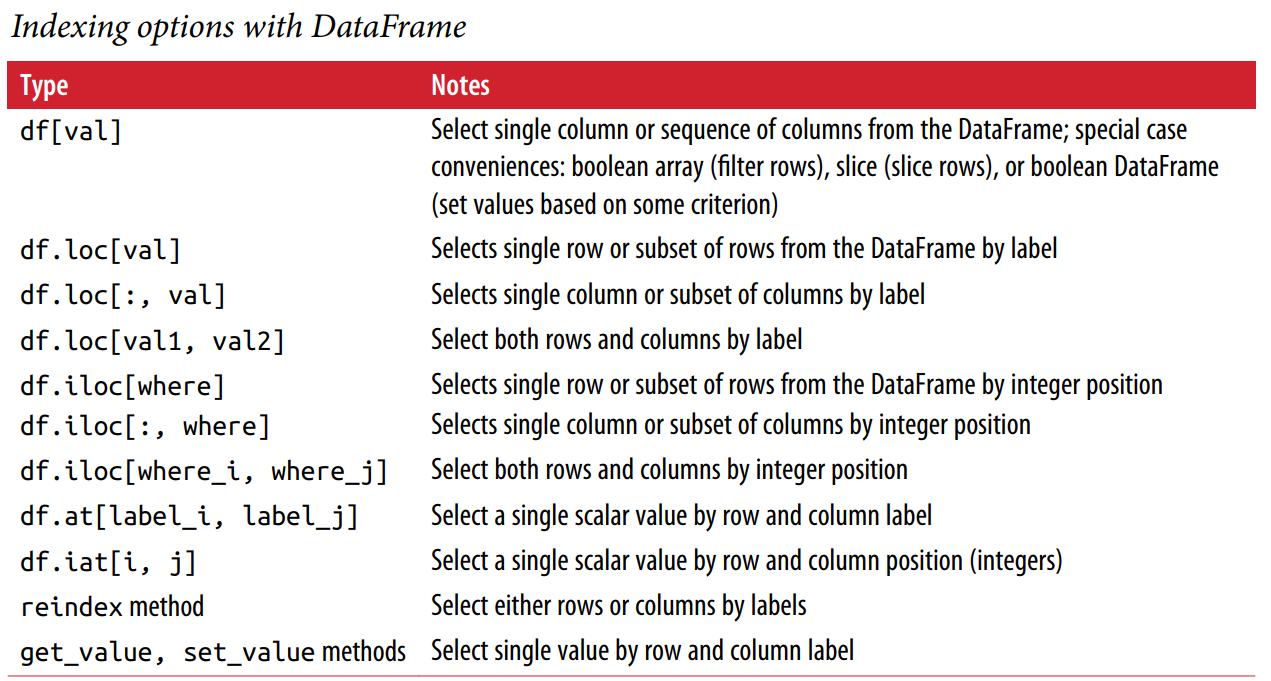 Indexing options with DataFrame
Type Notes
df[val] Select single column or sequence of columns from the DataFrame; special case
conveniences: boolean array (filter rows), slice (slice rows), or boolean DataFrame
(set values based on some criterion)
df.loc[val] Selects single row or subset of rows from the DataFrame by label
df.loc[:, val] Selects single column or subset of columns by label
df.loc[val1, val2] Select both rows and columns by label
df.iloc[where] Selects single row or subset of rows from the DataFrame by integer position
df.iloc[:, where] Selects single column or subset of columns by integer position
df.iloc[where_i, where_j] Select both rows and columns by integer position
df.at[label_i, label_j] Select a single scalar value by row and column label
df.iat[i, j] Select a single scalar value by row and column position (integers)
reindex method Select either rows or columns by labels
get_value, set_value methods Select single value by row and column label